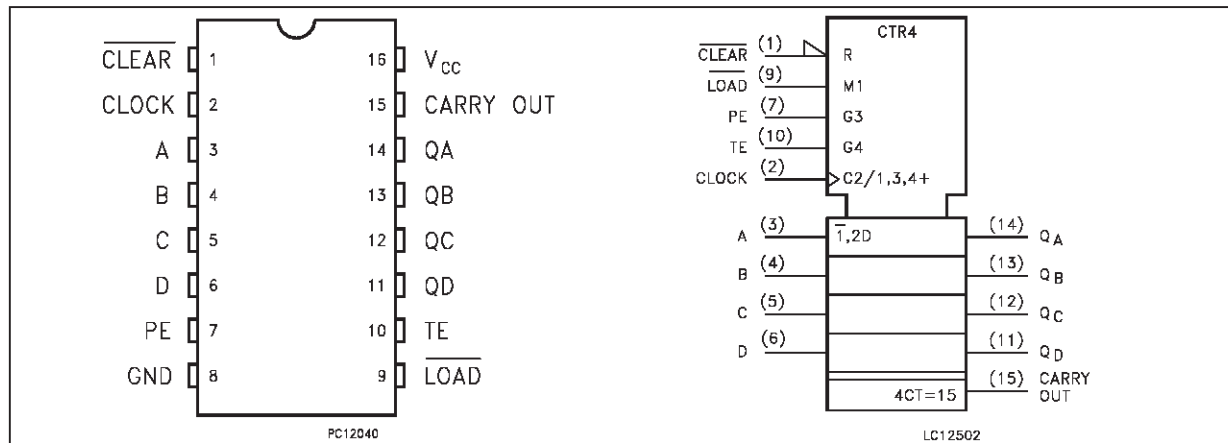 CLEAR 1 16 VCC
CLOCK 2 15 CARRY OUT
A 3 14 QA
B 4 13 QB
C 5 12 QC
D 6 11 QD
PE 7 10 TE
GND 8 9 LOAD
PC12040
CTR4
CLEAR (1) R
LOAD (9) M1
PE (7) G3
TE (10) G4
CLOCK (2) C2/1,3,4+
A (3) 1,2D (14) QA
B (4) (13) QB
C (5) (12) QC
D (6) (11) QD
4CT=15 (15) CARRY
OUT
LC12502